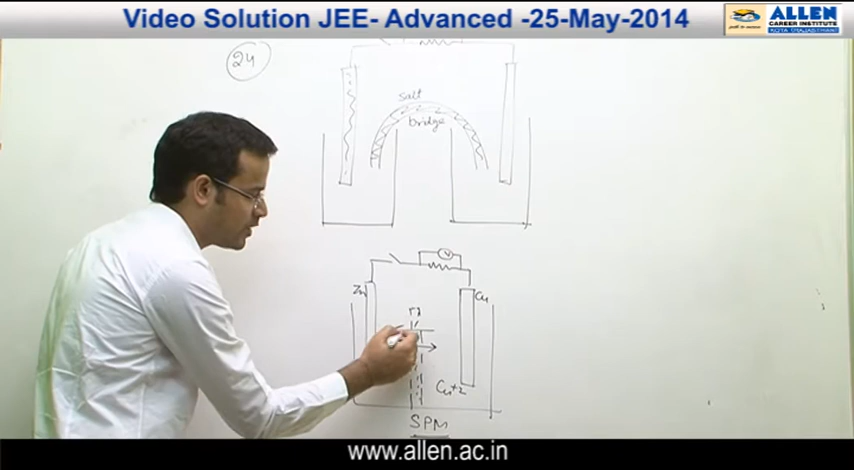 Video Solution JEE- Advanced -25-May-2014
ALLEN
CAREER INSTITUTE
KOTA (RAJASTHAN)
24
salt
bridge
V
Zn
Cu
Cu+2
SPM
www.allen.ac.in